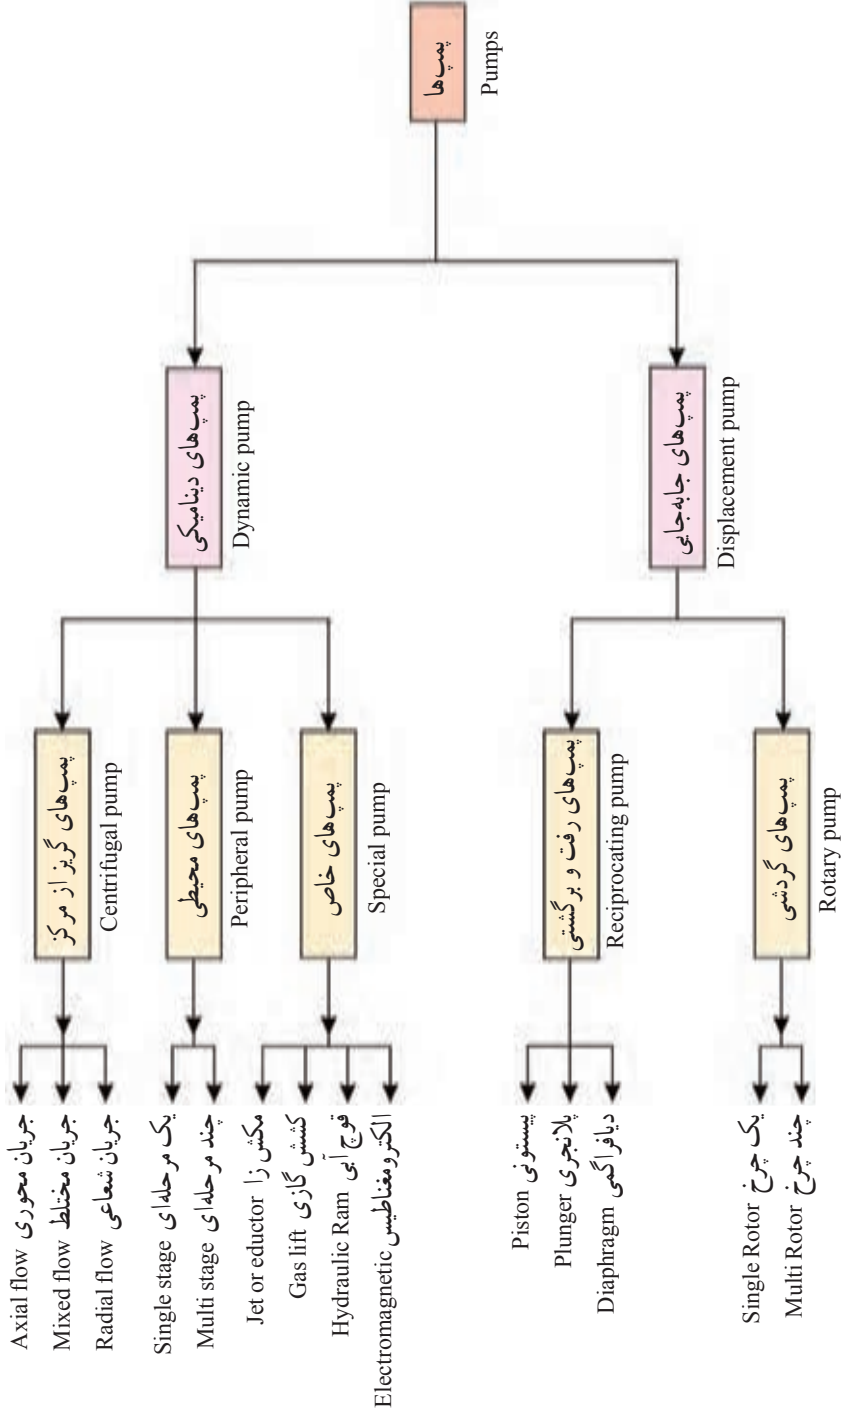 پمپ‌ها
Pumps
پمپ‌های دینامیکی
Dynamic pump
پمپ‌های جابه‌جایی
Displacement pump
پمپ‌های گریز از مرکز
Centrifugal pump
پمپ‌های محیطی
Peripheral pump
پمپ‌های خاص
Special pump
پمپ‌های رفت و برگشتی
Reciprocating pump
پمپ‌های گردشی
Rotary pump
Axial flow جریان محوری
Mixed flow جریان مختلط
Radial flow جریان شعاعی
Single stage یک مرحله‌ای
Multi stage چند مرحله‌ای
Jet or eductor مکش زا
Gas lift کشش گازی
Hydraulic Ram قوچ آبی
Electromagnetic الکترومغناطیس
Piston پیستونی
Plunger پلانجری
Diaphragm دیافراگمی
Single Rotor یک چرخ
Multi Rotor چند چرخ